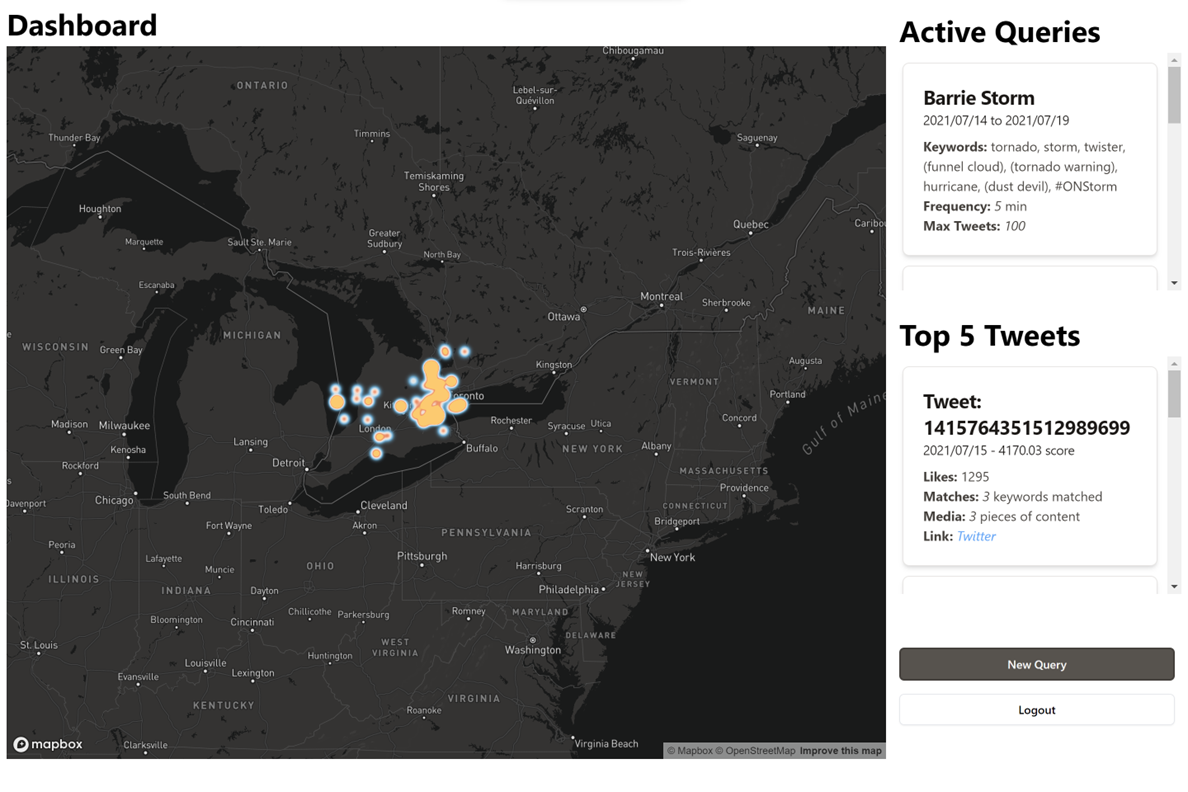 Dashboard
Chibougamau
ONTARIO
Lebel-sur-
Quévillon
Thunder Bay
Timmins
Saguenay
Temiskaming
Shores
Houghton
Quebec
Caribo
Marquette
Sault Ste. Marie
Greater
Sudbury
North Bay
Trois-Rivières
Escanaba
Montreal
Sherbrooke
Ottawa
MAINE
MICHIGAN
WISCONSIN
Green Bay
Kingston
Augusta
VERMONT
Portland
Gulf of Maine
Ki
oronto
Madison
Milwaukee
London
Rochester
Syracuse
Utica
Concord
Kenosha
Lansing
Buffalo
NEW YORK
Albany
Rockford
Detroit
MASSACHUSETTS
Chicago
South Bend
Providence
Davenport
Toledo
Cleveland
Scranton
CONNECTICUT
Bridgeport
Fort Wayne
Akron
PENNSYLVANIA
Peoria
Lafayette
Pittsburgh
New York
Muncie
OHIO
Harrisburg
NEW
JERSEY
ILLINOIS
INDIANA
Dayton
Philadelphia
Bloomington
Cincinnati
Chillicothe
Parkersburg
Romney
MARYLAND
DELAWARE
St. Louis
WEST
VIRGINIA
Washington
Louisville
Lexington
Huntington
Evansville
KENTUCKY
VIRGINIA
Roanoke
Clarksville
Virginia Beach
mapbox
© Mapbox © OpenStreetMap Improve this map
Active Queries
Barrie Storm
2021/07/14 to 2021/07/19
Keywords: tornado, storm, twister,
(funnel cloud), (tornado warning),
hurricane, (dust devil), #ONStorm
Frequency: 5 min
Max Tweets: 100
Top 5 Tweets
Tweet:
1415764351512989699
2021/07/15 - 4170.03 score
Likes: 1295
Matches: 3 keywords matched
Media: 3 pieces of content
Link: Twitter
New Query
Logout